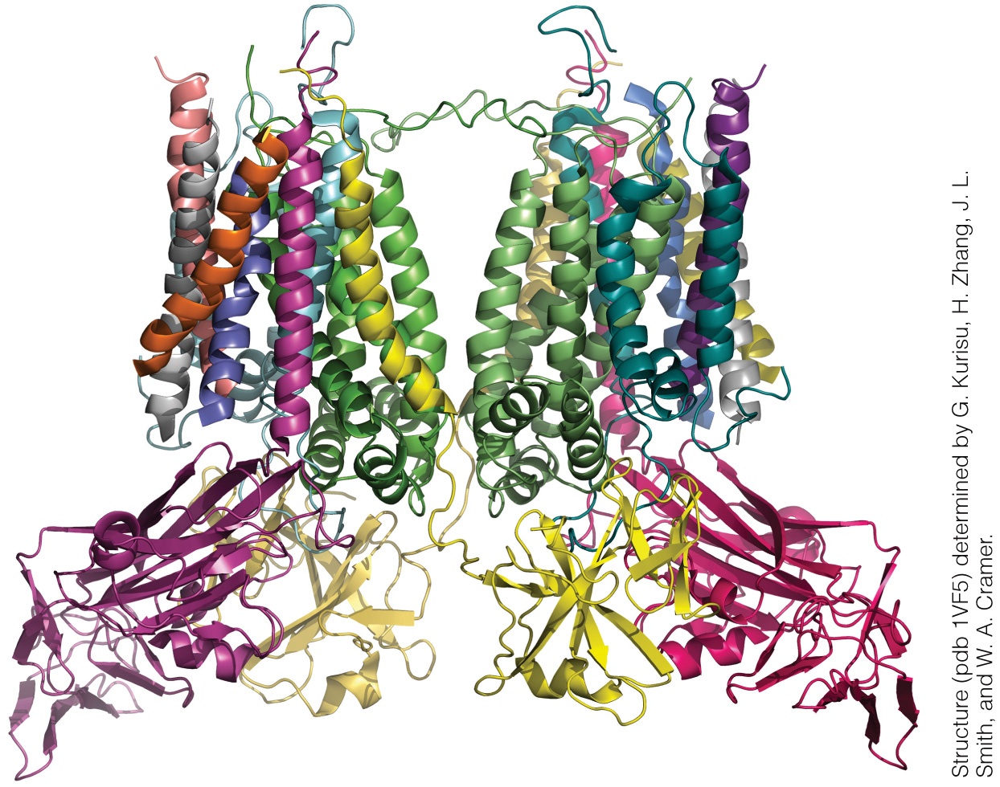 Structure (pdb 1VF5) determined by G. Kurisu, H. Zhang, J. L.
Smith, and W. A. Cramer.